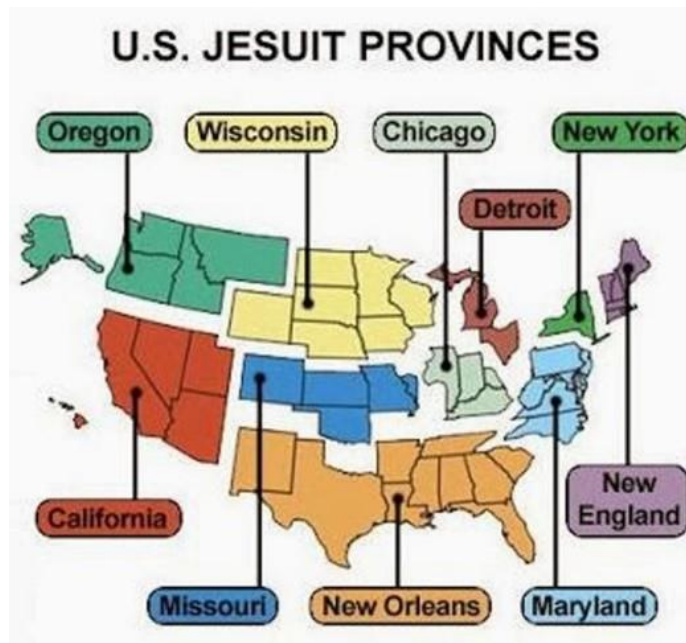 U.S. JESUIT PROVINCES
Oregon
Wisconsin
Chicago
New York
Detroit
New
England
California
Missouri
New Orleans
Maryland